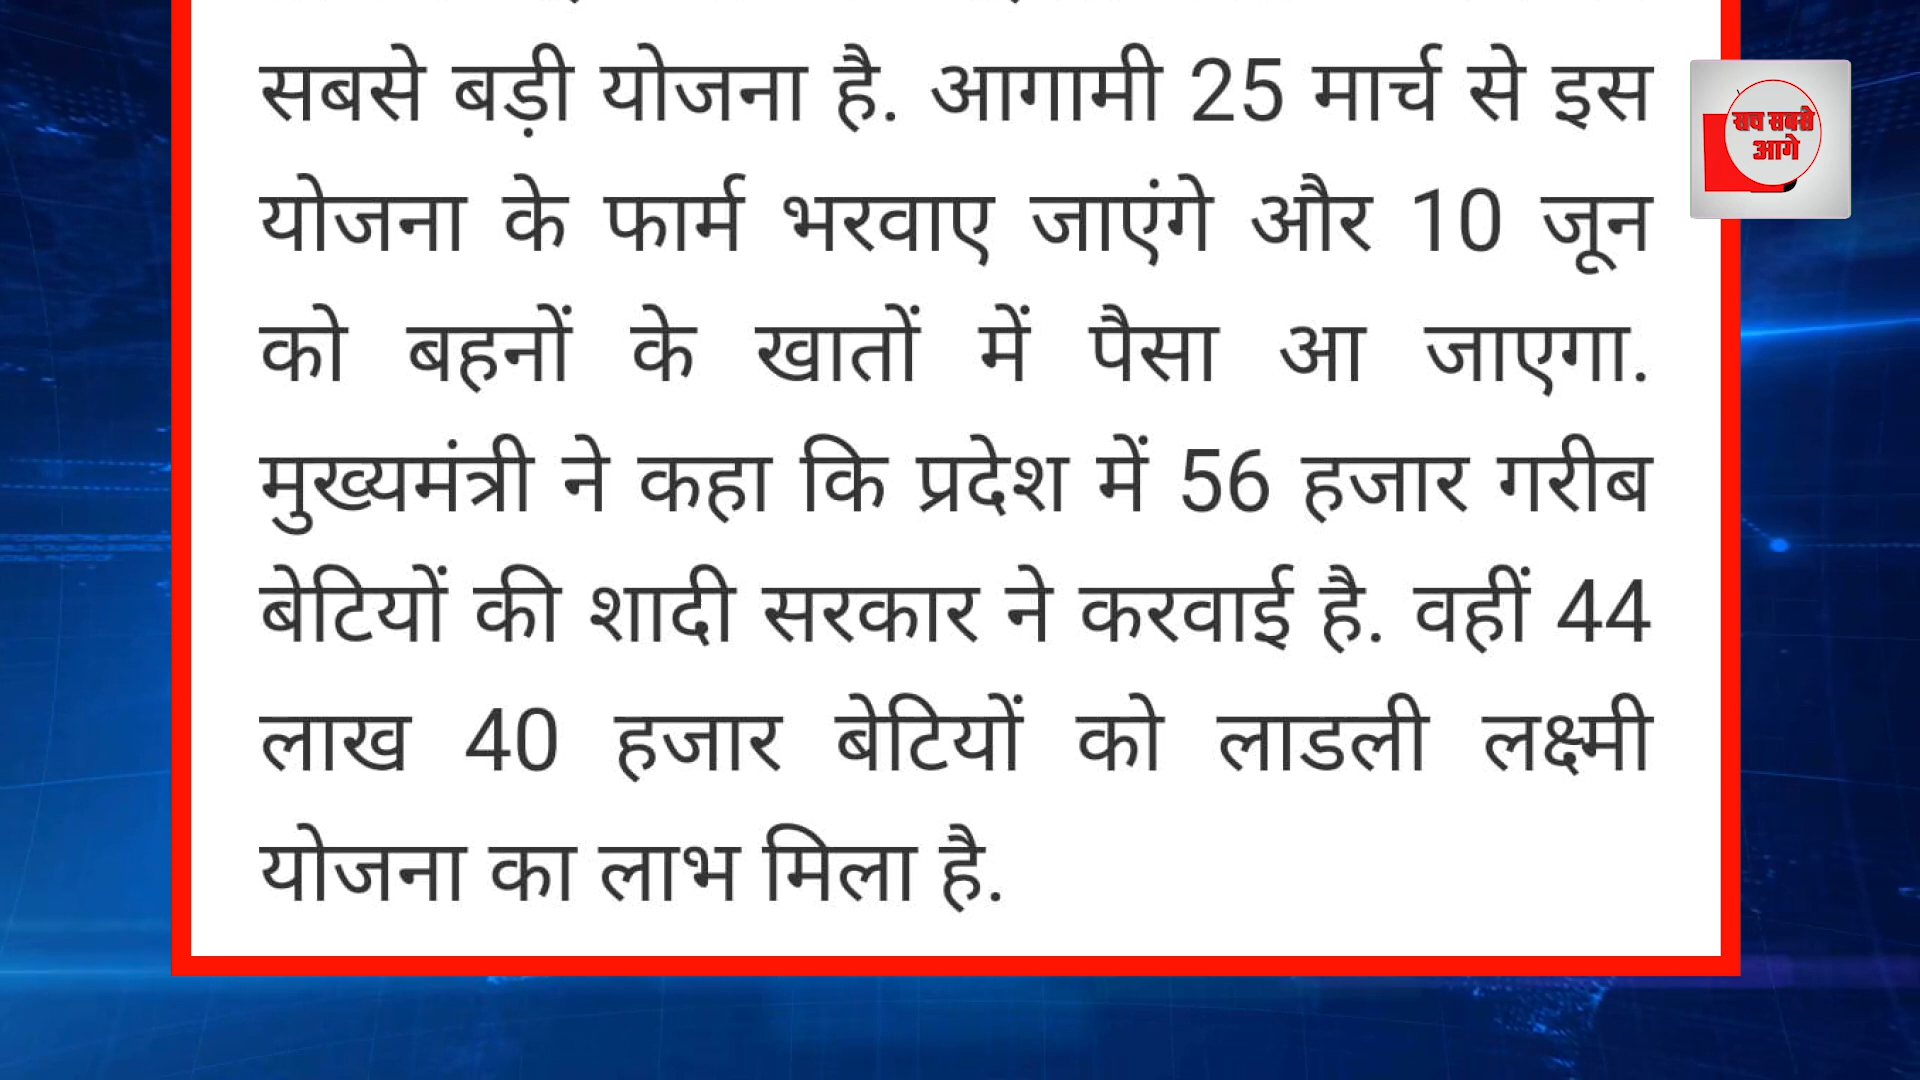 सबसे बड़ी योजना है. आगामी 25 मार्च से इस
योजना के फार्म भरवाए जाएंगे और 10 जून
को बहनों के खातों में पैसा आ जाएगा.
मुख्यमंत्री ने कहा कि प्रदेश में 56 हजार गरीब
बेटियों की शादी सरकार ने करवाई है. वहीं 44
लाख 40 हजार बेटियों को लाडली लक्ष्मी
योजना का लाभ मिला है.
सच सबसे
आगे